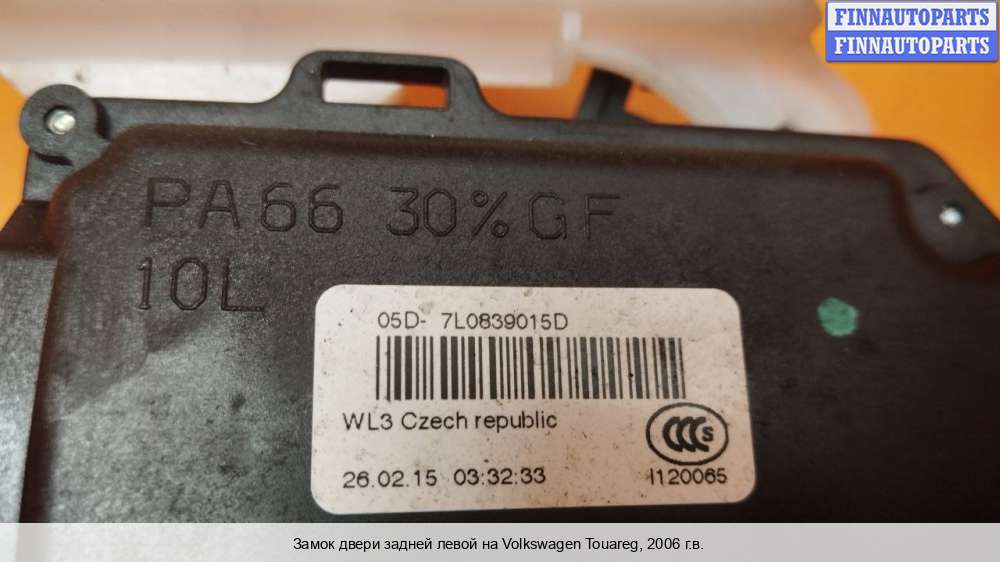 FINNAUTOPARTS
FINNAUTOPARTS
PA66 30%GF
10L
05D- 7L0839015D
WL3 Czech republic
CCC S
26.02.15 03:32:33
I120065
Замок двери задней левой на Volkswagen Touareg, 2006 г.в.